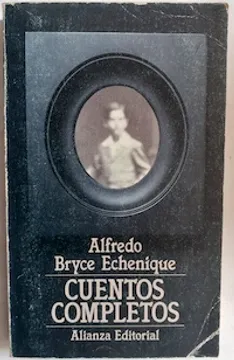 Alfredo
Bryce Echenique
CUENTOS
COMPLETOS
Alianza Editorial